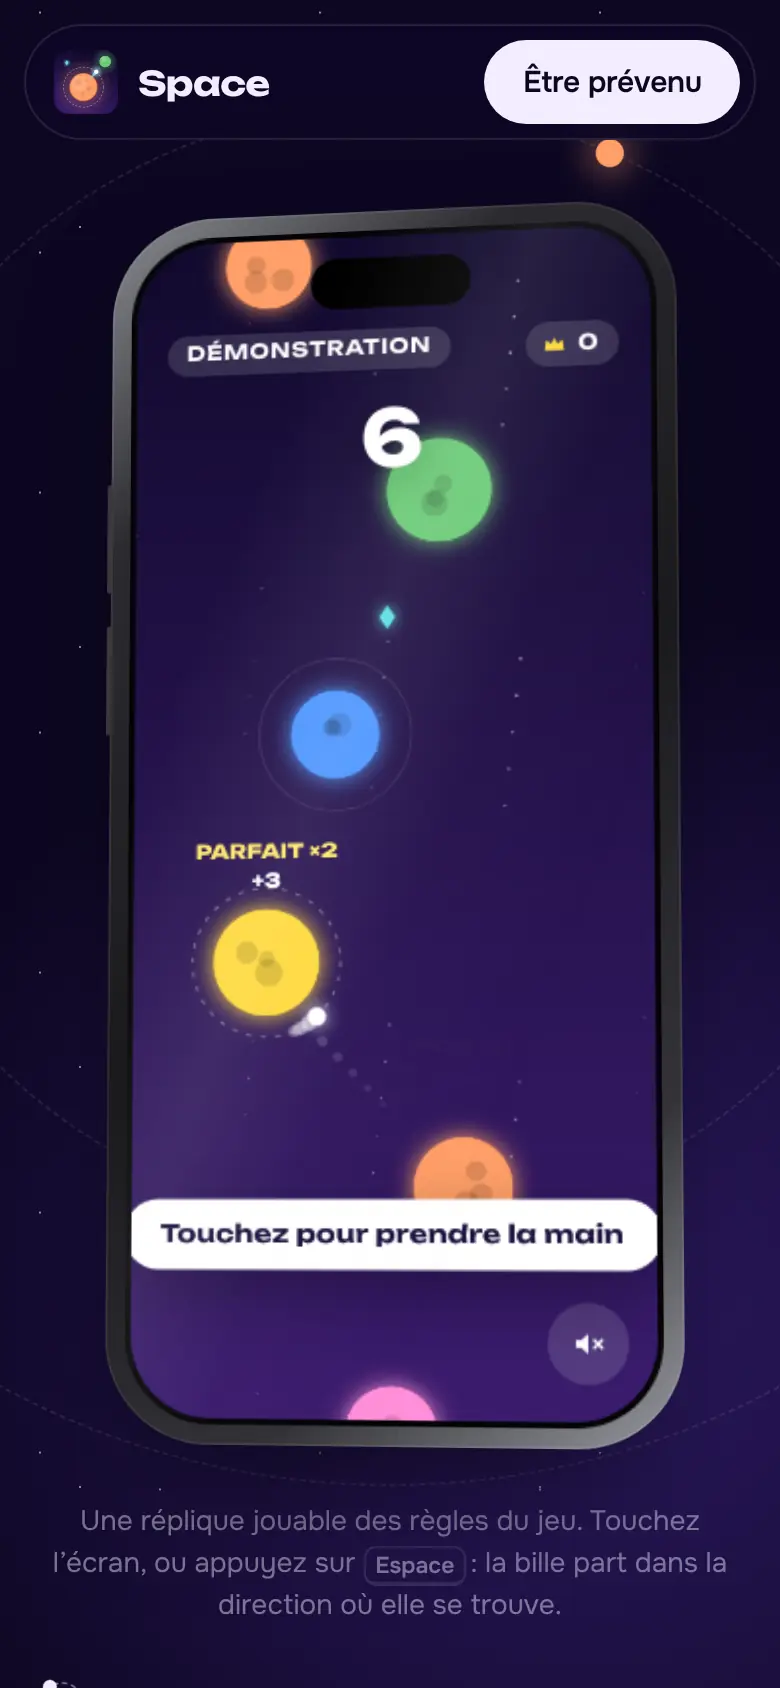 Space
Être prévenu
DÉMONSTRATION
0
6
PARFAIT ×2
+3
Touchez pour prendre la main
Une réplique jouable des règles du jeu. Touchez
l’écran, ou appuyez sur Espace : la bille part dans la
direction où elle se trouve.